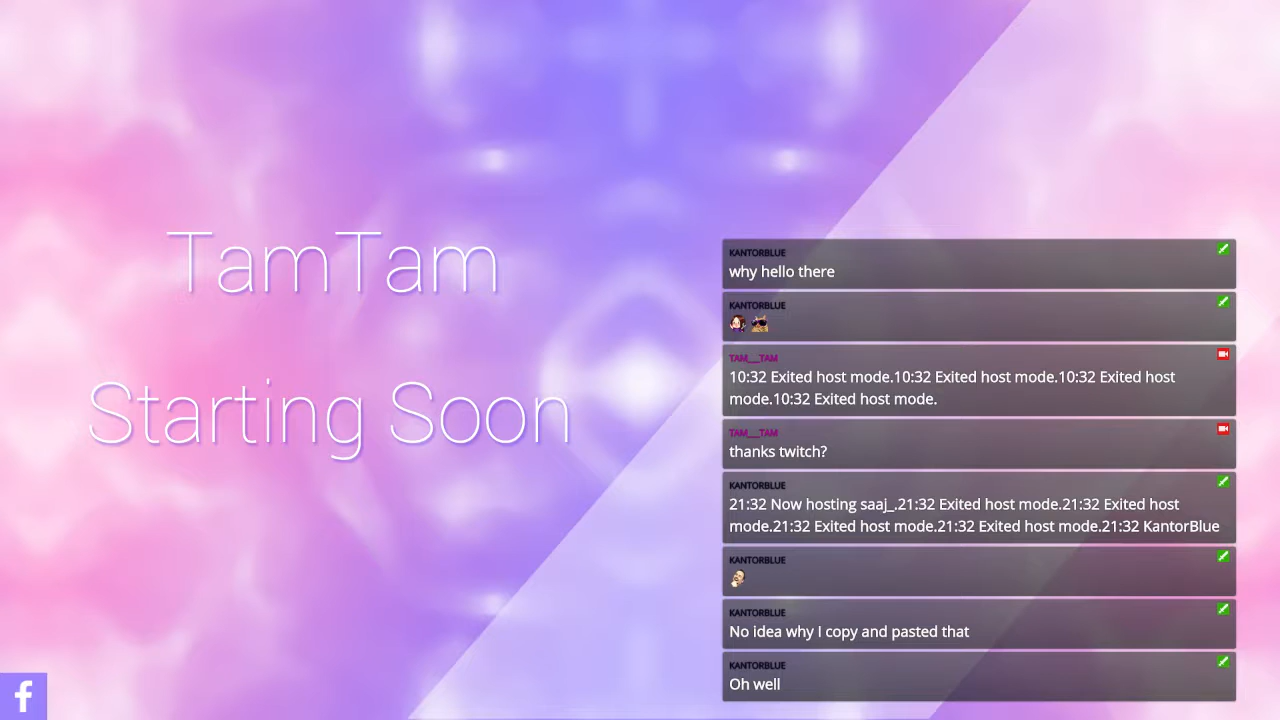 TamTam
Starting Soon
KANTORBLUE
why hello there
KANTORBLUE
TAM__TAM
10:32 Exited host mode.10:32 Exited host mode.10:32 Exited host
mode.10:32 Exited host mode.
TAM__TAM
thanks twitch?
KANTORBLUE
21:32 Now hosting saaj_.21:32 Exited host mode.21:32 Exited host
mode.21:32 Exited host mode.21:32 Exited host mode.21:32 KantorBlue
KANTORBLUE
KANTORBLUE
No idea why I copy and pasted that
KANTORBLUE
Oh well